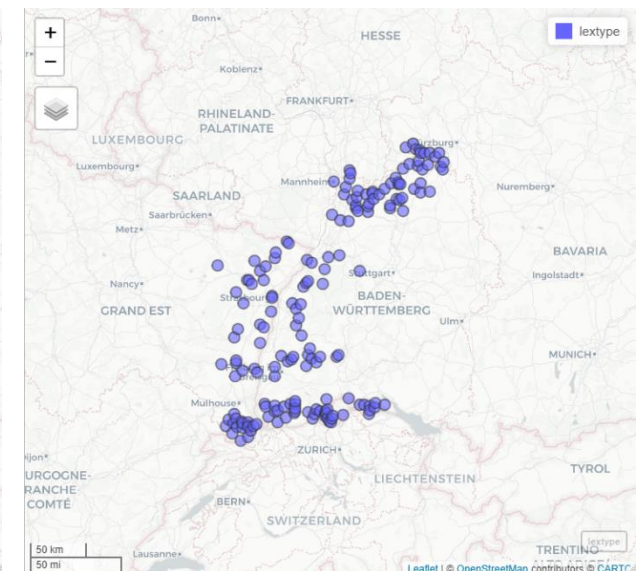 Bonn
+
HESSE
lextype
−
Koblenz
FRANKFURT
RHINELAND-
PALATINATE
LUXEMBOURG
Luxembourg
Mannheim
SAARLAND
Nuremberg
Saarbrücken
Metz
BAVARIA
Stuttgart
Ingolstadt
Nancy
BADEN-
WÜRTTEMBERG
GRAND EST
Ulm
MUNICH
Mulhouse
ZURICH
TYROL
LIECHTENSTEIN
URGOGNE-
RANCHE
COMTÉ
BERN
SWITZERLAND
lextype
50 km
50 mi
Lausanne
TRENTINO-
Leaflet | © OpenStreetMap contributors © CARTO